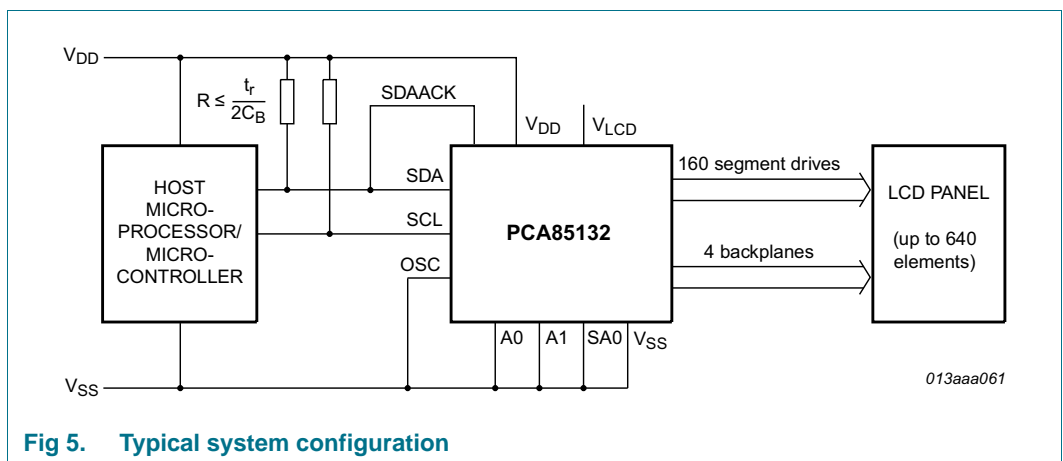 VDD
R ≤ tr
2CB
SDAACK
VDD
VLCD
HOST
MICRO-
PROCESSOR/
MICRO-
CONTROLLER
SDA
SCL
OSC
PCA85132
160 segment drives
4 backplanes
LCD PANEL
(up to 640
elements)
A0 A1 SA0 VSS
VSS
013aaa061
Fig 5. Typical system configuration